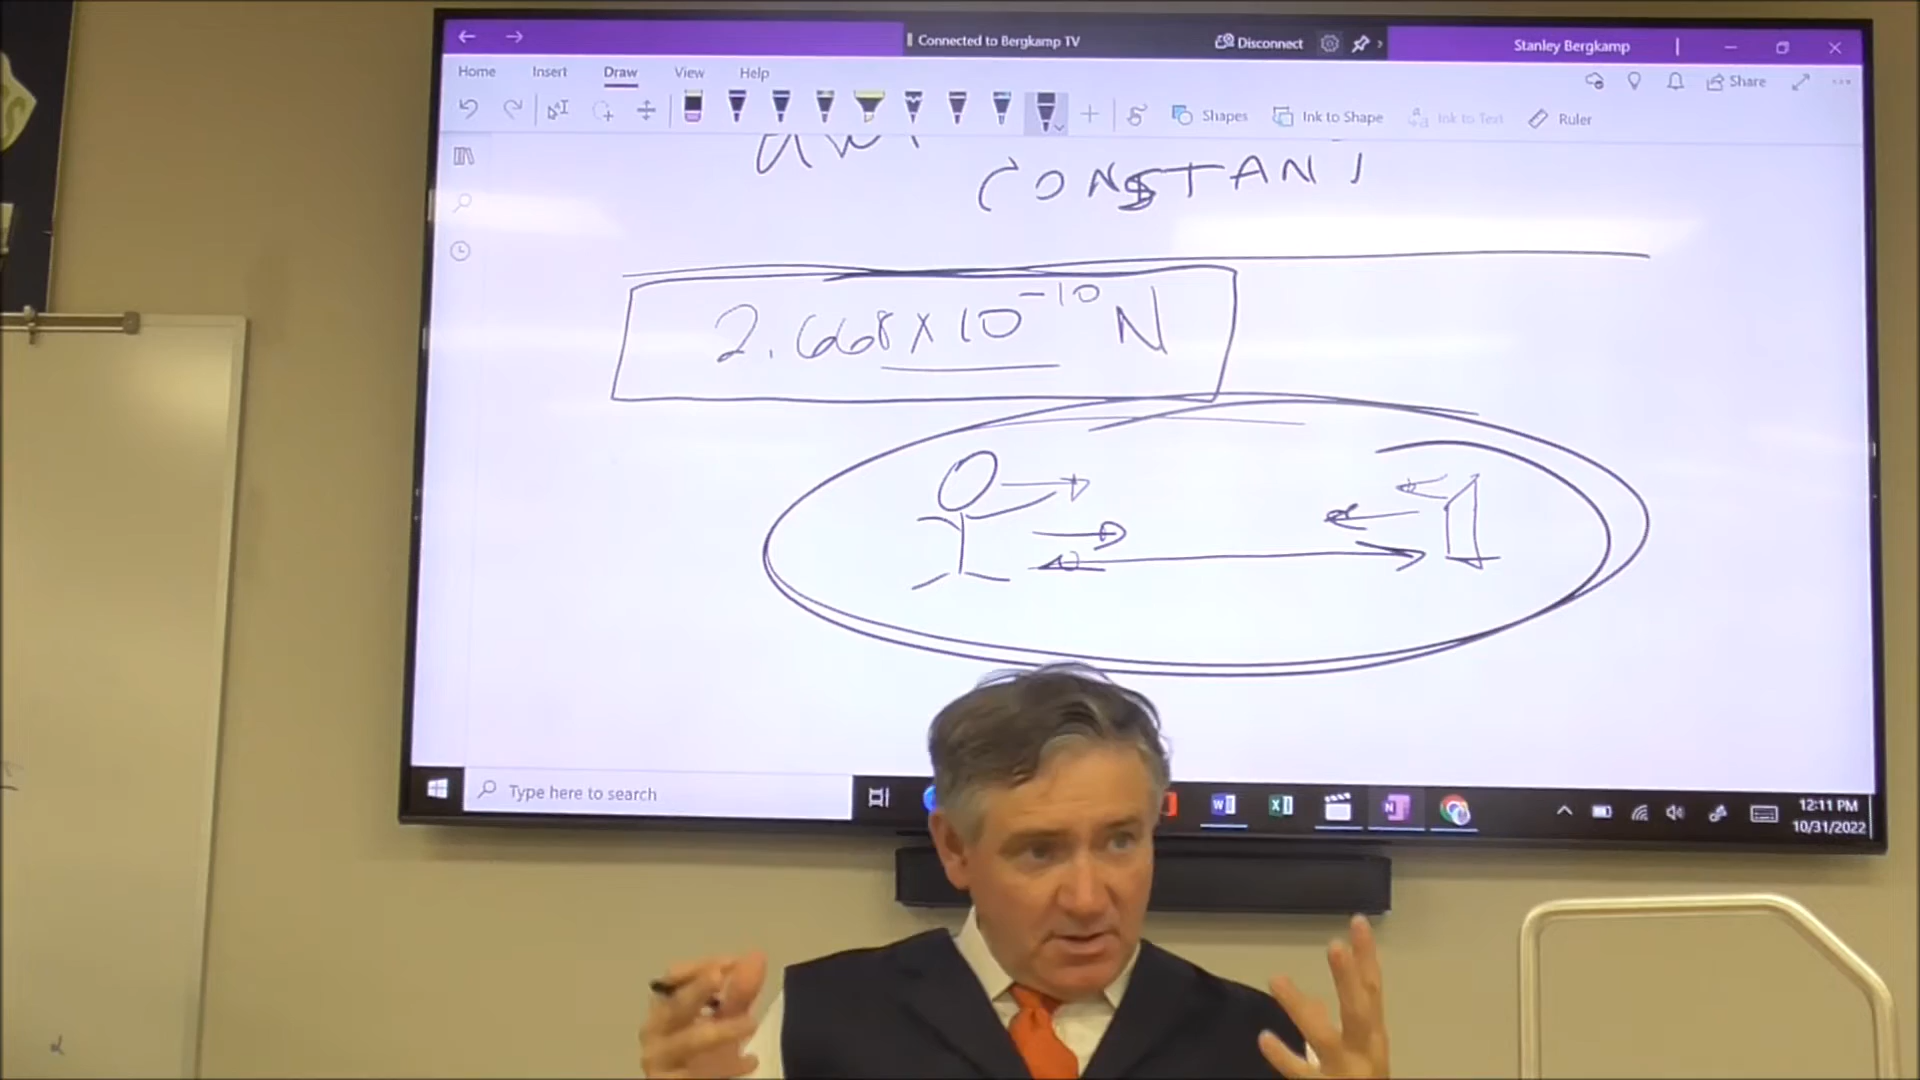 Connected to Bergkamp TV
Disconnect
Stanley Bergkamp
Home Insert Draw View Help
Share
Shapes
Ink to Shape
Ink to Text
Ruler
CONSTANT
2.668 x 10⁻¹⁰ N
Type here to search
12:11 PM
10/31/2022